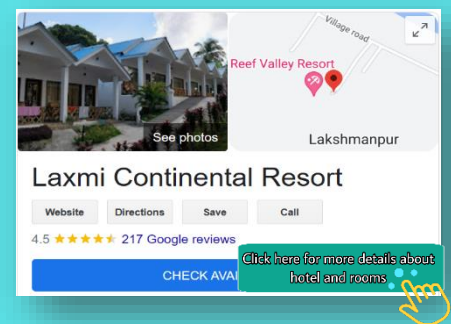 See photos
Village road
Reef Valley Resort
Lakshmanpur
Laxmi Continental Resort
Website Directions Save Call
4.5 217 Google reviews
CHECK AVAI
Click here for more details about
hotel and rooms